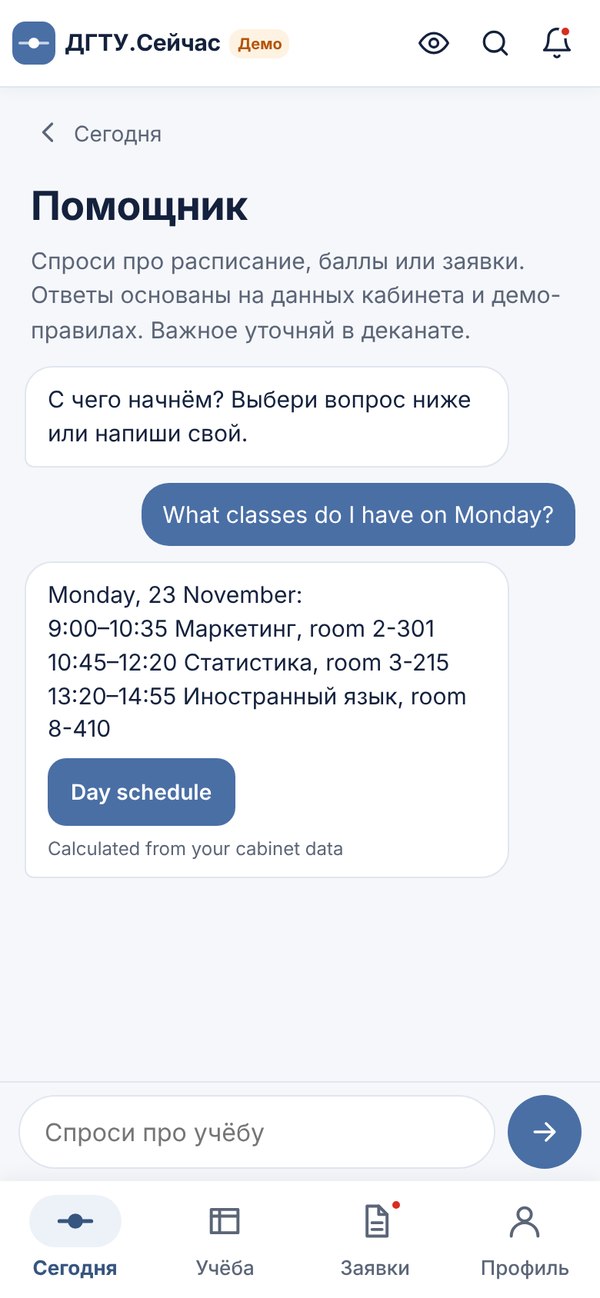 ДГТУ.Сейчас Демо
Сегодня
Помощник
Спроси про расписание, баллы или заявки.
Ответы основаны на данных кабинета и демо-
правилах. Важное уточняй в деканате.
С чего начнём? Выбери вопрос ниже
или напиши свой.
What classes do I have on Monday?
Monday, 23 November:
9:00–10:35 Маркетинг, room 2-301
10:45–12:20 Статистика, room 3-215
13:20–14:55 Иностранный язык, room
8-410
Day schedule
Calculated from your cabinet data
Спроси про учёбу
Сегодня Учёба Заявки Профиль